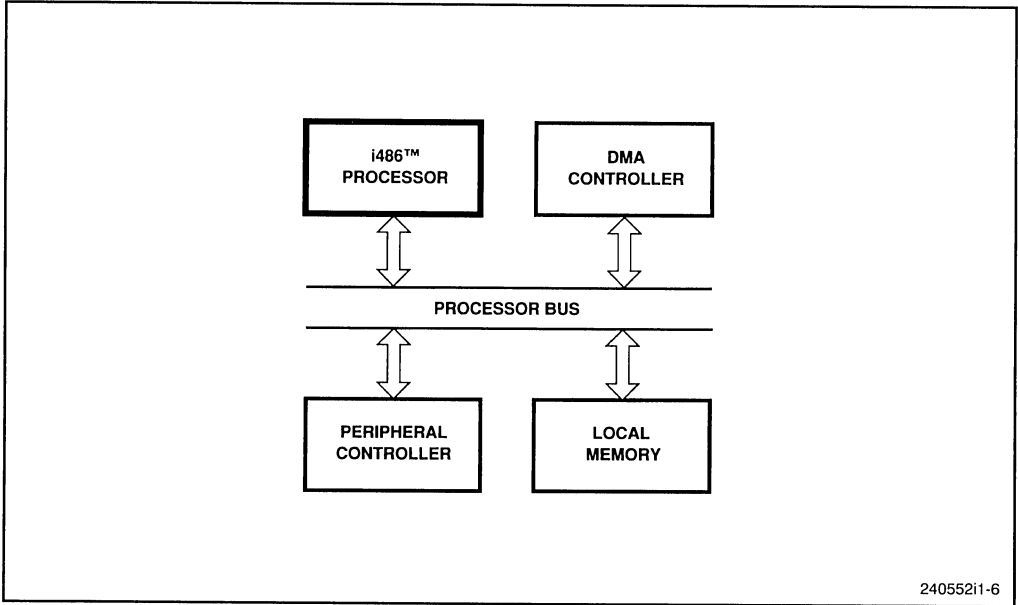 i486™
PROCESSOR
DMA
CONTROLLER
PROCESSOR BUS
PERIPHERAL
CONTROLLER
LOCAL
MEMORY
240552i1-6